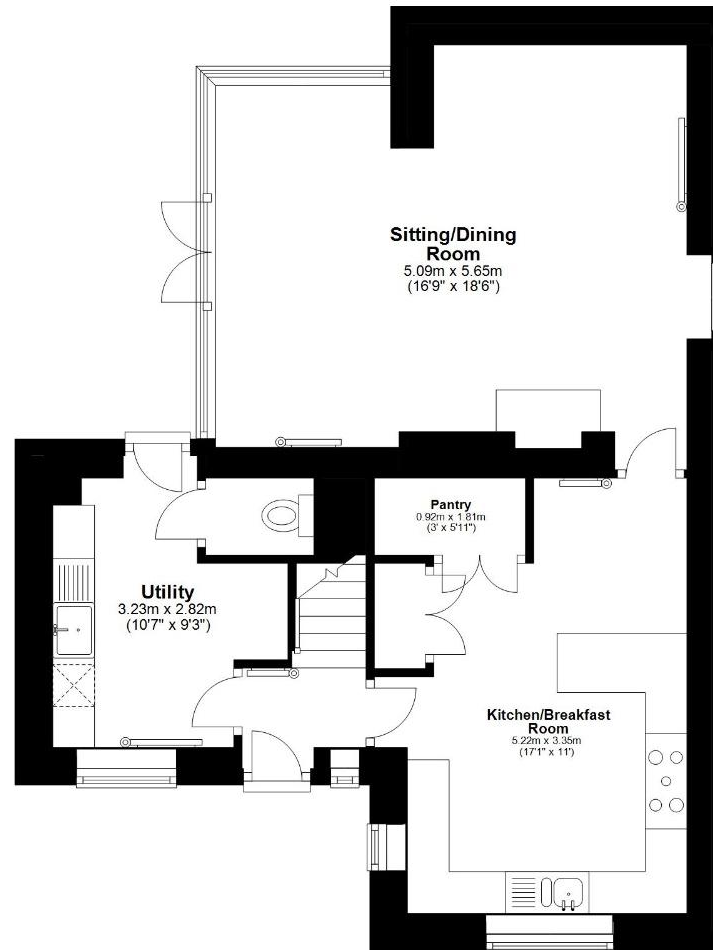 Sitting/Dining
Room
5.09m x 5.65m
(16'9" x 18'6")
Pantry
0.92m x 1.81m
(3' x 5'11")
Utility
3.23m x 2.82m
(10'7" x 9'3")
Kitchen/Breakfast
Room
5.22m x 3.35m
(17'1" x 11')